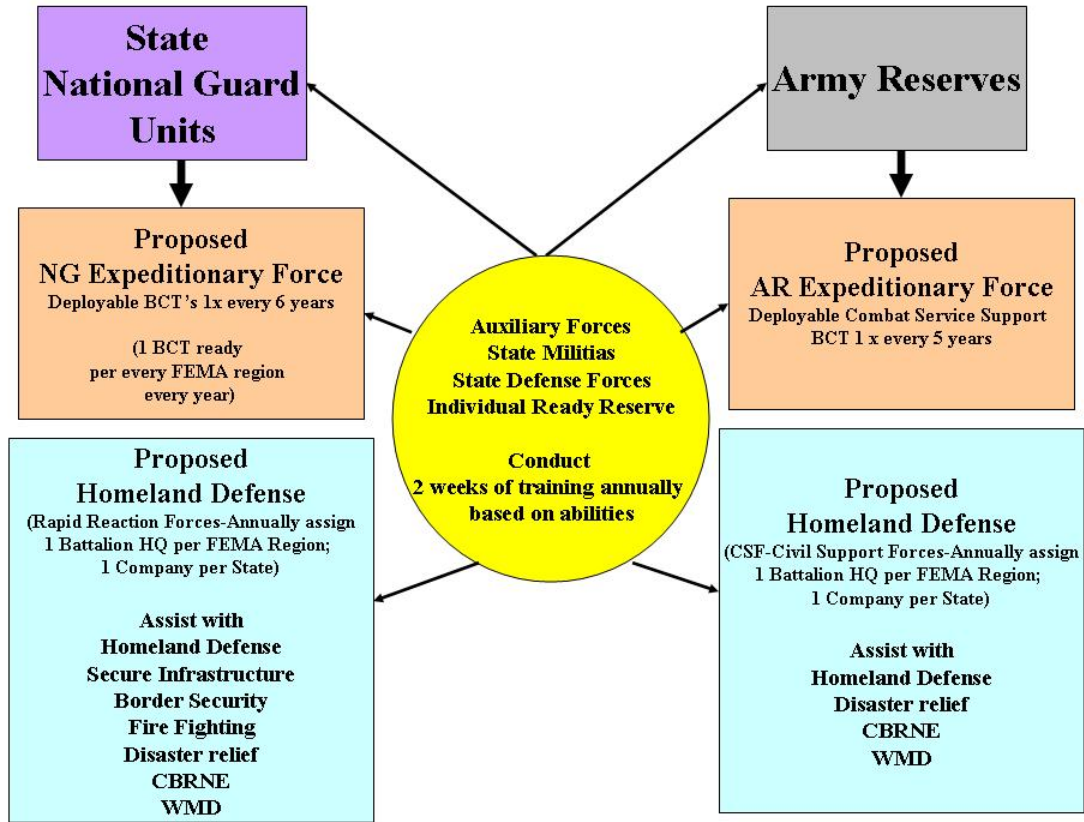 State
National Guard
Units
Army Reserves
Proposed
NG Expeditionary Force
Deployable BCT's 1x every 6 years
(1 BCT ready
per every FEMA region
every year)
Auxiliary Forces
State Militias
State Defense Forces
Individual Ready Reserve
Conduct
2 weeks of training annually
based on abilities
Proposed
AR Expeditionary Force
Deployable Combat Service Support
BCT 1 x every 5 years
Proposed
Homeland Defense
(Rapid Reaction Forces-Annually assign
1 Battalion HQ per FEMA Region;
1 Company per State)
Assist with
Homeland Defense
Secure Infrastructure
Border Security
Fire Fighting
Disaster relief
CBRNE
WMD
Proposed
Homeland Defense
(CSF-Civil Support Forces-Annually assign
1 Battalion HQ per FEMA Region;
1 Company per State)
Assist with
Homeland Defense
Disaster relief
CBRNE
WMD